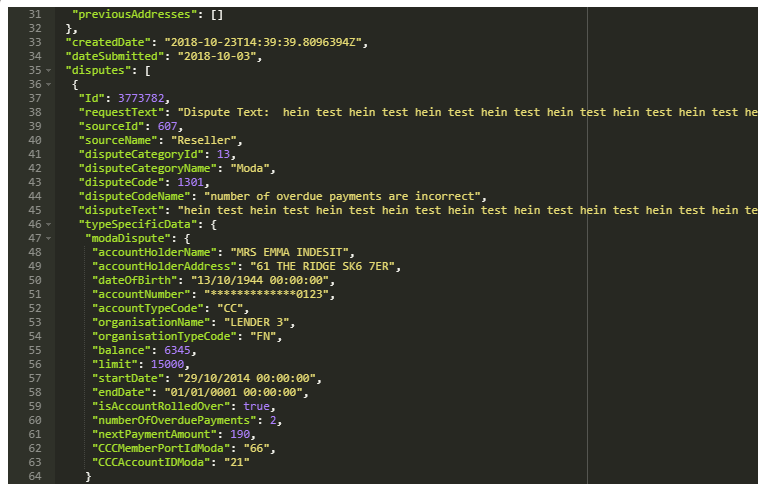 31 "previousAddresses": []
32 },
33 "createdDate": "2018-10-23T14:39:39.8096394Z",
34 "dateSubmitted": "2018-10-03",
35 "disputes": [
36 {
37 "Id": 3773782,
38 "requestText": "Dispute Text:  hein test hein test hein test hein test hein test hein test hein test he
39 "sourceId": 607,
40 "sourceName": "Reseller",
41 "disputeCategoryId": 13,
42 "disputeCategoryName": "Moda",
43 "disputeCode": 1301,
44 "disputeCodeName": "number of overdue payments are incorrect",
45 "disputeText": "hein test hein test hein test hein test hein test hein test hein test hein test hein te
46 "typeSpecificData": {
47 "modaDispute": {
48 "accountHolderName": "MRS EMMA INDESIT",
49 "accountHolderAddress": "61 THE RIDGE SK6 7ER",
50 "dateOfBirth": "13/10/1944 00:00:00",
51 "accountNumber": "*************0123",
52 "accountTypeCode": "CC",
53 "organisationName": "LENDER 3",
54 "organisationTypeCode": "FN",
55 "balance": 6345,
56 "limit": 15000,
57 "startDate": "29/10/2014 00:00:00",
58 "endDate": "01/01/0001 00:00:00",
59 "isAccountRolledOver": true,
60 "numberOfOverduePayments": 2,
61 "nextPaymentAmount": 190,
62 "CCCMemberPortIdModa": "66",
63 "CCCAccountIDModa": "21"
64 }